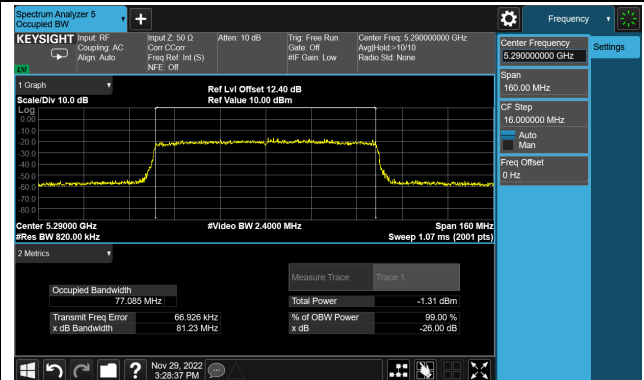 Spectrum Analyzer 5
Occupied BW
Frequency
KEYSIGHT
Input: RF
Coupling: AC
Align: Auto
Input Z: 50 Ω
Corr CCorr
Freq Ref: Int (S)
NFE: Off
Atten: 10 dB
Trig: Free Run
Gate: Off
#IF Gain: Low
Center Freq: 5.290000000 GHz
Avg|Hold:>10/10
Radio Std: None
LXI
Center Frequency
5.290000000 GHz
Settings
Span
160.00 MHz
CF Step
16.000000 MHz
Auto
Man
Freq Offset
0 Hz
1 Graph
Scale/Div 10.0 dB
Ref Lvl Offset 12.40 dB
Ref Value 10.00 dBm
Log
0.00
-10.0
-20.0
-30.0
-40.0
-50.0
-60.0
-70.0
-80.0
Center 5.29000 GHz
#Res BW 820.00 kHz
#Video BW 2.4000 MHz
Span 160 MHz
Sweep 1.07 ms (2001 pts)
2 Metrics
Measure Trace Trace 1
Occupied Bandwidth
77.085 MHz
Total Power -1.31 dBm
Transmit Freq Error 66.926 kHz
% of OBW Power 99.00 %
x dB Bandwidth 81.23 MHz
x dB -26.00 dB
?
Nov 29, 2022
3:28:37 PM